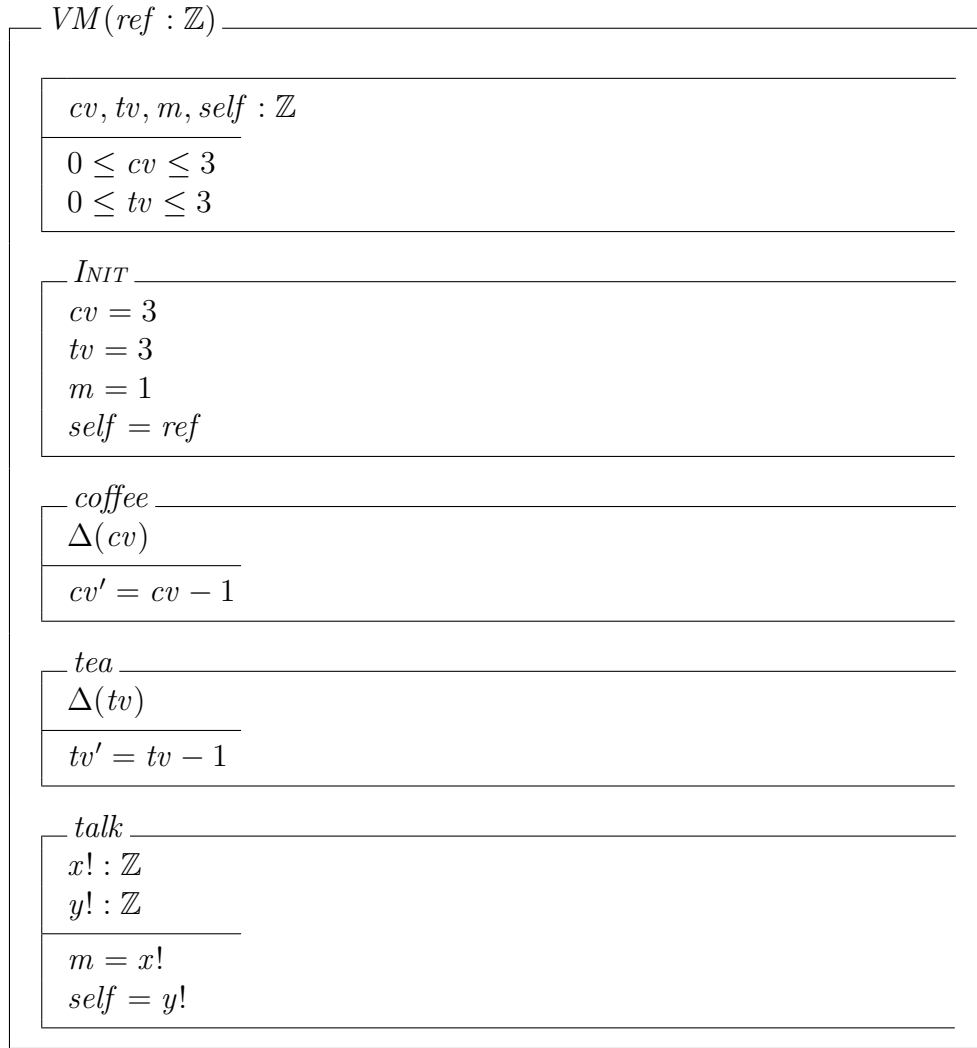 VM(ref : ℤ)
cv, tv, m, self : ℤ
0 ≤ cv ≤ 3
0 ≤ tv ≤ 3
INIT
cv = 3
tv = 3
m = 1
self = ref
coffee
Δ(cv)
cv′ = cv − 1
tea
Δ(tv)
tv′ = tv − 1
talk
x! : ℤ
y! : ℤ
m = x!
self = y!